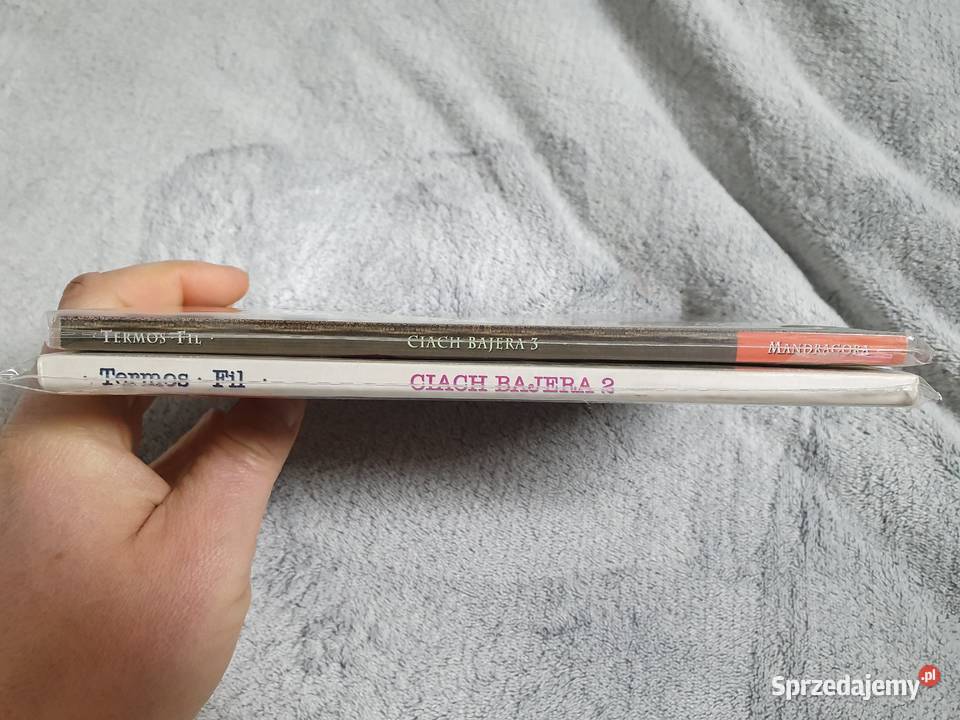 Termos · Fil ·
Ciach Bajera 3
Mandragora
· Termos · Fil ·
CIACH BAJERA 2
Sprzedajemy.pl